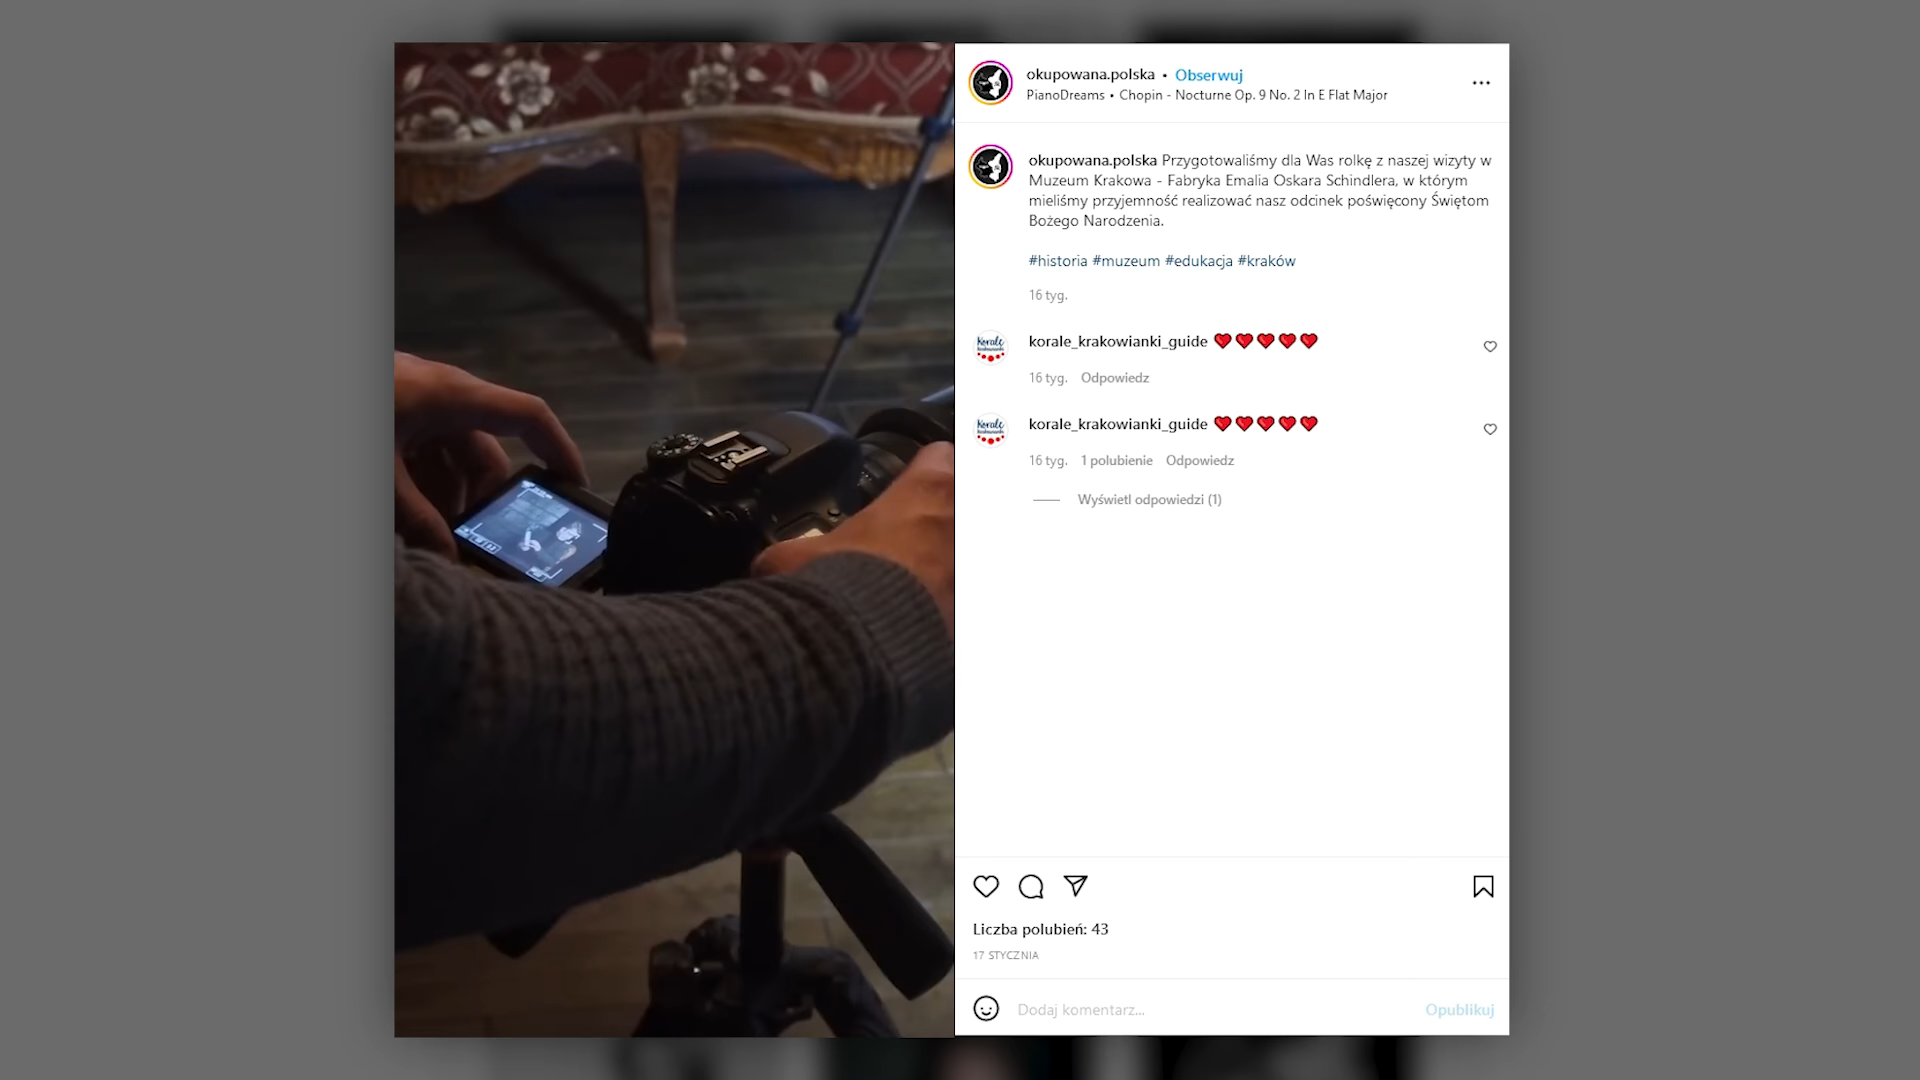 okupowana.polska • Obserwuj
PianoDreams • Chopin - Nocturne Op. 9 No. 2 In E Flat Major
okupowana.polska Przygotowaliśmy dla Was rolkę z naszej wizyty w
Muzeum Krakowa - Fabryka Emalia Oskara Schindlera, w którym
mieliśmy przyjemność realizować nasz odcinek poświęcony Świętom
Bożego Narodzenia.
#historia #muzeum #edukacja #kraków
16 tyg.
korale_krakowianki_guide ❤️❤️❤️❤️❤️
16 tyg. Odpowiedz
korale_krakowianki_guide ❤️❤️❤️❤️❤️
16 tyg. 1 polubienie Odpowiedz
Wyświetl odpowiedzi (1)
Liczba polubień: 43
17 STYCZNIA
Dodaj komentarz... Opublikuj